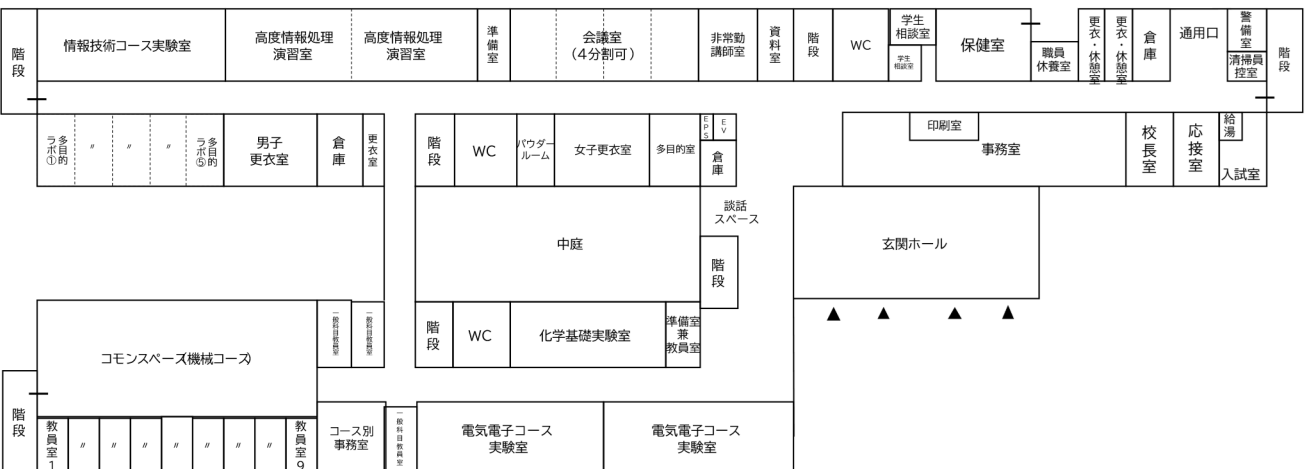 階段
情報技術コース実験室
高度情報処理
演習室
高度情報処理
演習室
準備室
会議室
(4分割可)
非常勤
講師室
資料室
階段
WC
学生
相談室
学生
相談室
保健室
職員
休養室
更衣・休憩室
更衣・休憩室
倉庫
通用口
警備室
清掃員
控室
階段
多目的
ラボ①
〃
〃
〃
多目的
ラボ⑤
男子
更衣室
倉庫
更衣室
階段
WC
パウダー
ルーム
女子更衣室
多目的室
EPS
EV
倉庫
印刷室
事務室
校長室
応接室
給湯
入試室
談話
スペース
中庭
階段
玄関ホール
コモンスペース(機械コース)
一般科目教員室
一般科目教員室
階段
WC
化学基礎実験室
準備室
兼
教員室
階段
教員室1
〃
〃
〃
〃
〃
〃
教員室9
コース別
事務室
一般科目教員室
電気電子コース
実験室
電気電子コース
実験室